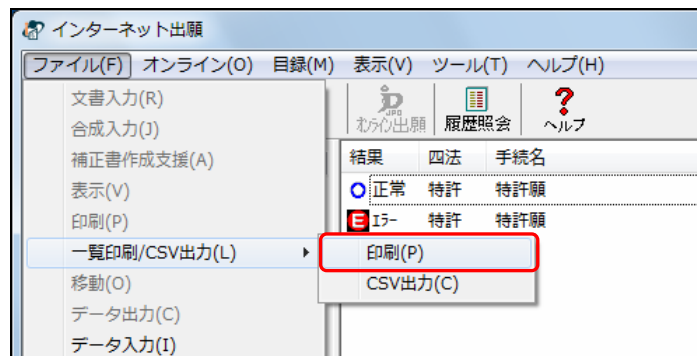 インターネット出願
ファイル(F) オンライン(O) 目録(M) 表示(V) ツール(T) ヘルプ(H)
文書入力(R)
合成入力(J)
補正書作成支援(A)
表示(V)
印刷(P)
一覧印刷/CSV出力(L)
移動(O)
データ出力(C)
データ入力(I)
印刷(P)
CSV出力(C)
JPO
オンライン出願 履歴照会 ヘルプ
結果 四法 手続名
正常 特許 特許願
E エラー 特許 特許願